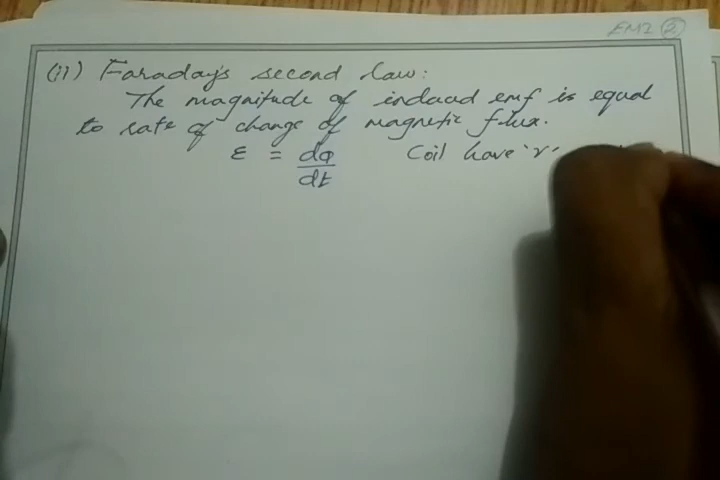 EMI ②
(ii) Faraday's second law:
The magnitude of induced emf is equal
to rate of change of magnetic flux.
ε = dφ/dt Coil have 'r'